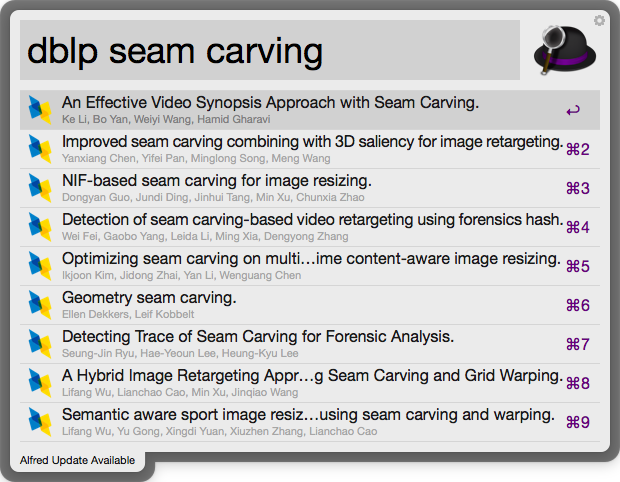 dblp seam carving
An Effective Video Synopsis Approach with Seam Carving.
Ke Li, Bo Yan, Weiyi Wang, Hamid Gharavi
↩
Improved seam carving combining with 3D saliency for image retargeting.
Yanxiang Chen, Yifei Pan, Minglong Song, Meng Wang
⌘2
NIF-based seam carving for image resizing.
Dongyan Guo, Jundi Ding, Jinhui Tang, Min Xu, Chunxia Zhao
⌘3
Detection of seam carving-based video retargeting using forensics hash.
Wei Fei, Gaobo Yang, Leida Li, Ming Xia, Dengyong Zhang
⌘4
Optimizing seam carving on multi…ime content-aware image resizing.
Ikjoon Kim, Jidong Zhai, Yan Li, Wenguang Chen
⌘5
Geometry seam carving.
Ellen Dekkers, Leif Kobbelt
⌘6
Detecting Trace of Seam Carving for Forensic Analysis.
Seung-Jin Ryu, Hae-Yeoun Lee, Heung-Kyu Lee
⌘7
A Hybrid Image Retargeting Appr…g Seam Carving and Grid Warping.
Lifang Wu, Lianchao Cao, Min Xu, Jinqiao Wang
⌘8
Semantic aware sport image resiz…using seam carving and warping.
Lifang Wu, Yu Gong, Xingdi Yuan, Xiuzhen Zhang, Lianchao Cao
⌘9
Alfred Update Available